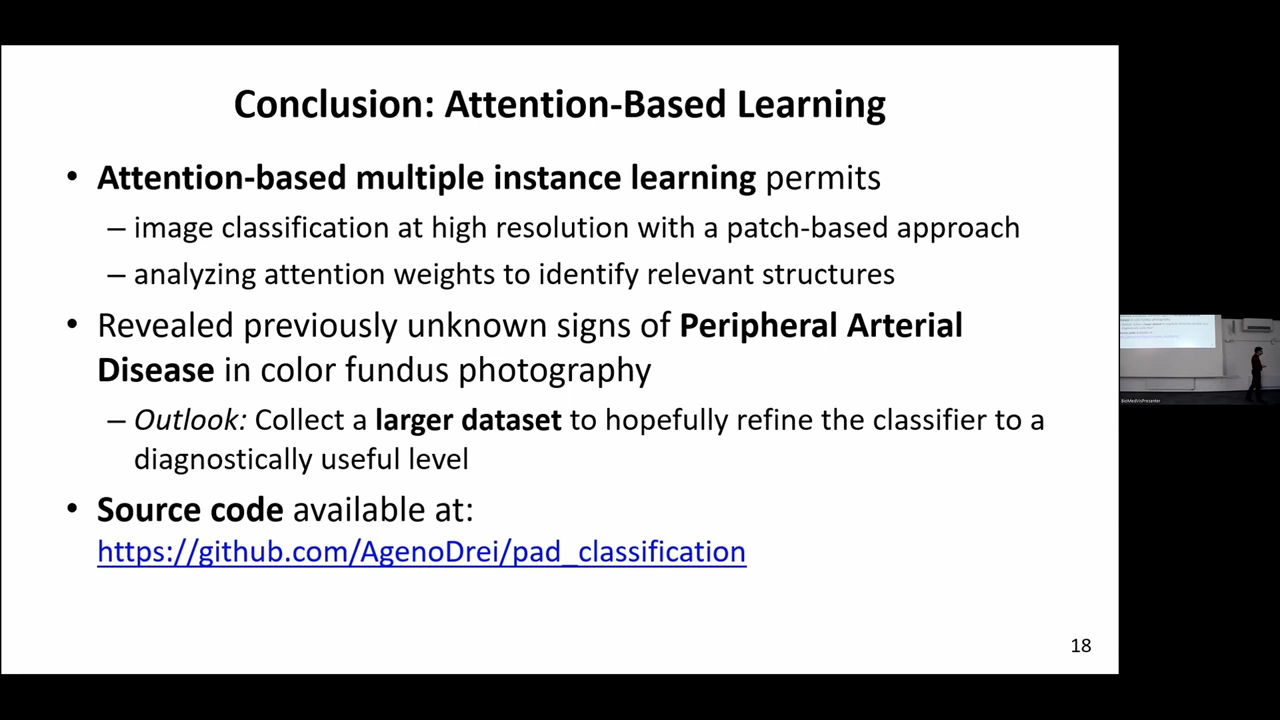 Conclusion: Attention-Based Learning
• Attention-based multiple instance learning permits
– image classification at high resolution with a patch-based approach
– analyzing attention weights to identify relevant structures
• Revealed previously unknown signs of Peripheral Arterial
Disease in color fundus photography
– Outlook: Collect a larger dataset to hopefully refine the classifier to a
diagnostically useful level
• Source code available at:
https://github.com/AgenoDrei/pad_classification
18
BioMedVisPresenter